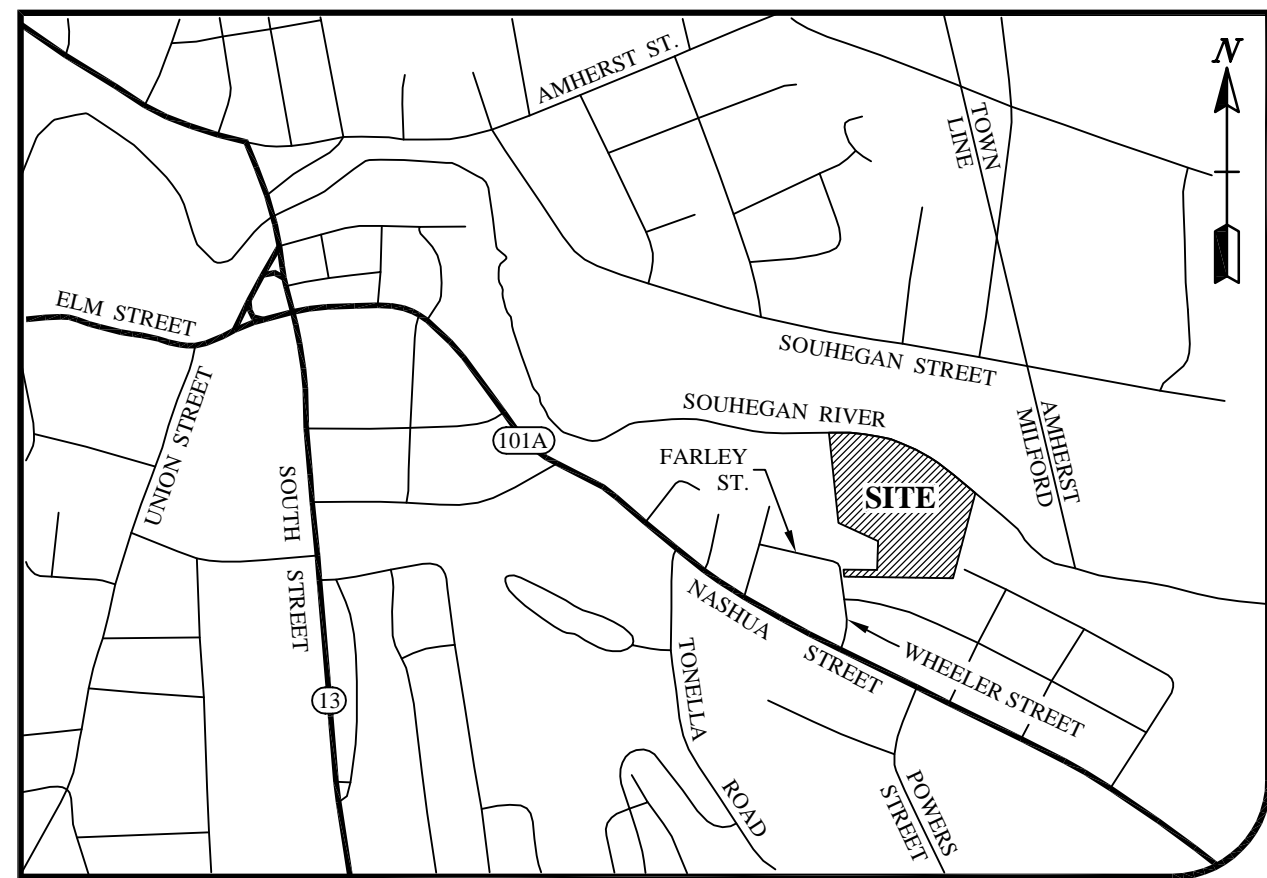 N
AMHERST ST.
TOWN
LINE
ELM STREET
SOUHEGAN STREET
UNION STREET
SOUHEGAN RIVER
AMHERST
MILFORD
101A
FARLEY
ST.
SITE
SOUTH
STREET
NASHUA
STREET
WHEELER STREET
TONELLA
ROAD
13
POWERS
STREET